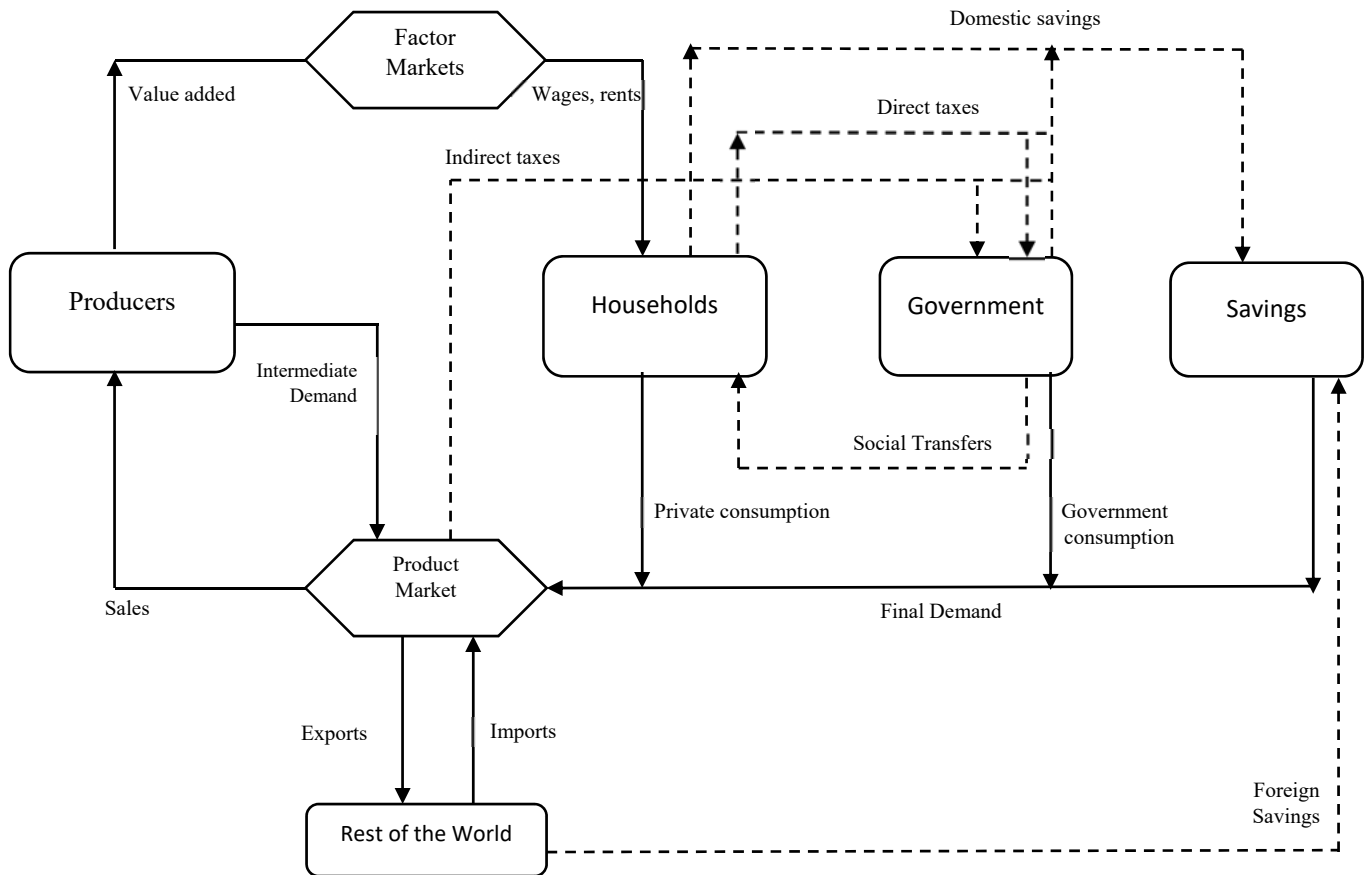 Domestic savings
Factor
Markets
Value added
Wages, rents
Direct taxes
Indirect taxes
Producers
Households
Government
Savings
Intermediate
Demand
Social Transfers
Private consumption
Government
consumption
Product
Market
Sales
Final Demand
Exports
Imports
Foreign
Savings
Rest of the World